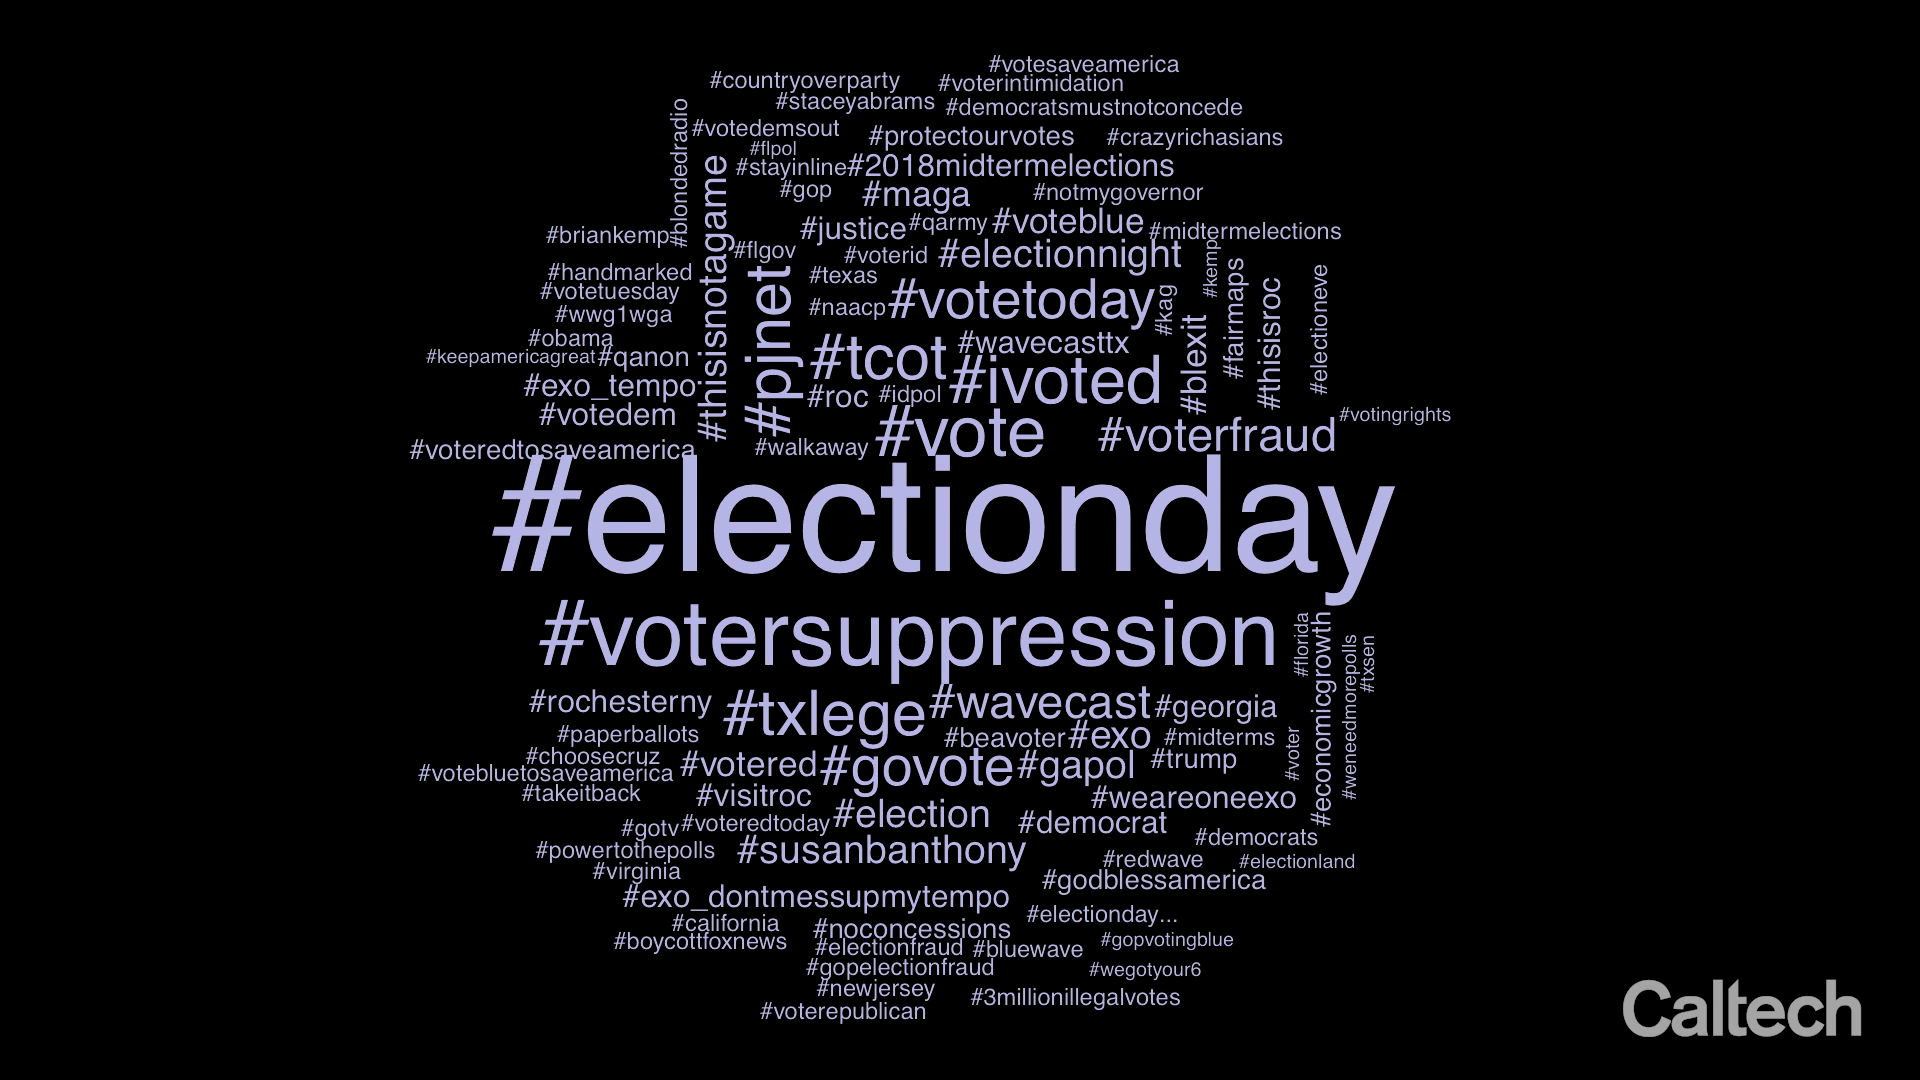 #votesaveamerica
#countryoverparty
#voterintimidation
#staceyabrams
#democratsmustnotconcede
#blondedradio
#votedemsout
#protectourvotes
#crazyrichasians
#flpol
#stayinline
#2018midtermelections
#thisisnotagame
#gop
#maga
#notmygovernor
#justice
#qarmy
#voteblue
#midtermelections
#briankemp
#flgov
#voterid
#electionnight
#kemp
#handmarked
#pjnet
#texas
#fairmaps
#thisisroc
#electioneve
#votetuesday
#naacp
#votetoday
#kag
#wwg1wga
#obama
#blexit
#keepamericagreat
#qanon
#tcot
#wavecasttx
#exo_tempo
#roc
#idpol
#ivoted
#votedem
#vote
#voterfraud
#votingrights
#voteredtosaveamerica
#walkaway
#electionday
#votersuppression
#florida
#economicgrowth
#weneedmorepolls
#txsen
#rochesterny
#txlege
#wavecast
#georgia
#paperballots
#beavoter
#exo
#midterms
#voter
#choosecruz
#votebluetosaveamerica
#votered
#govote
#gapol
#trump
#takeitback
#visitroc
#weareoneexo
#gotv
#voteredtoday
#election
#democrat
#democrats
#powertothepolls
#susanbanthony
#redwave
#electionland
#virginia
#godblessamerica
#exo_dontmessupmytempo
#california
#noconcessions
#electionday...
#boycottfoxnews
#electionfraud
#bluewave
#gopvotingblue
#gopelectionfraud
#wegotyour6
#newjersey
#3millionillegalvotes
#voterepublican
Caltech